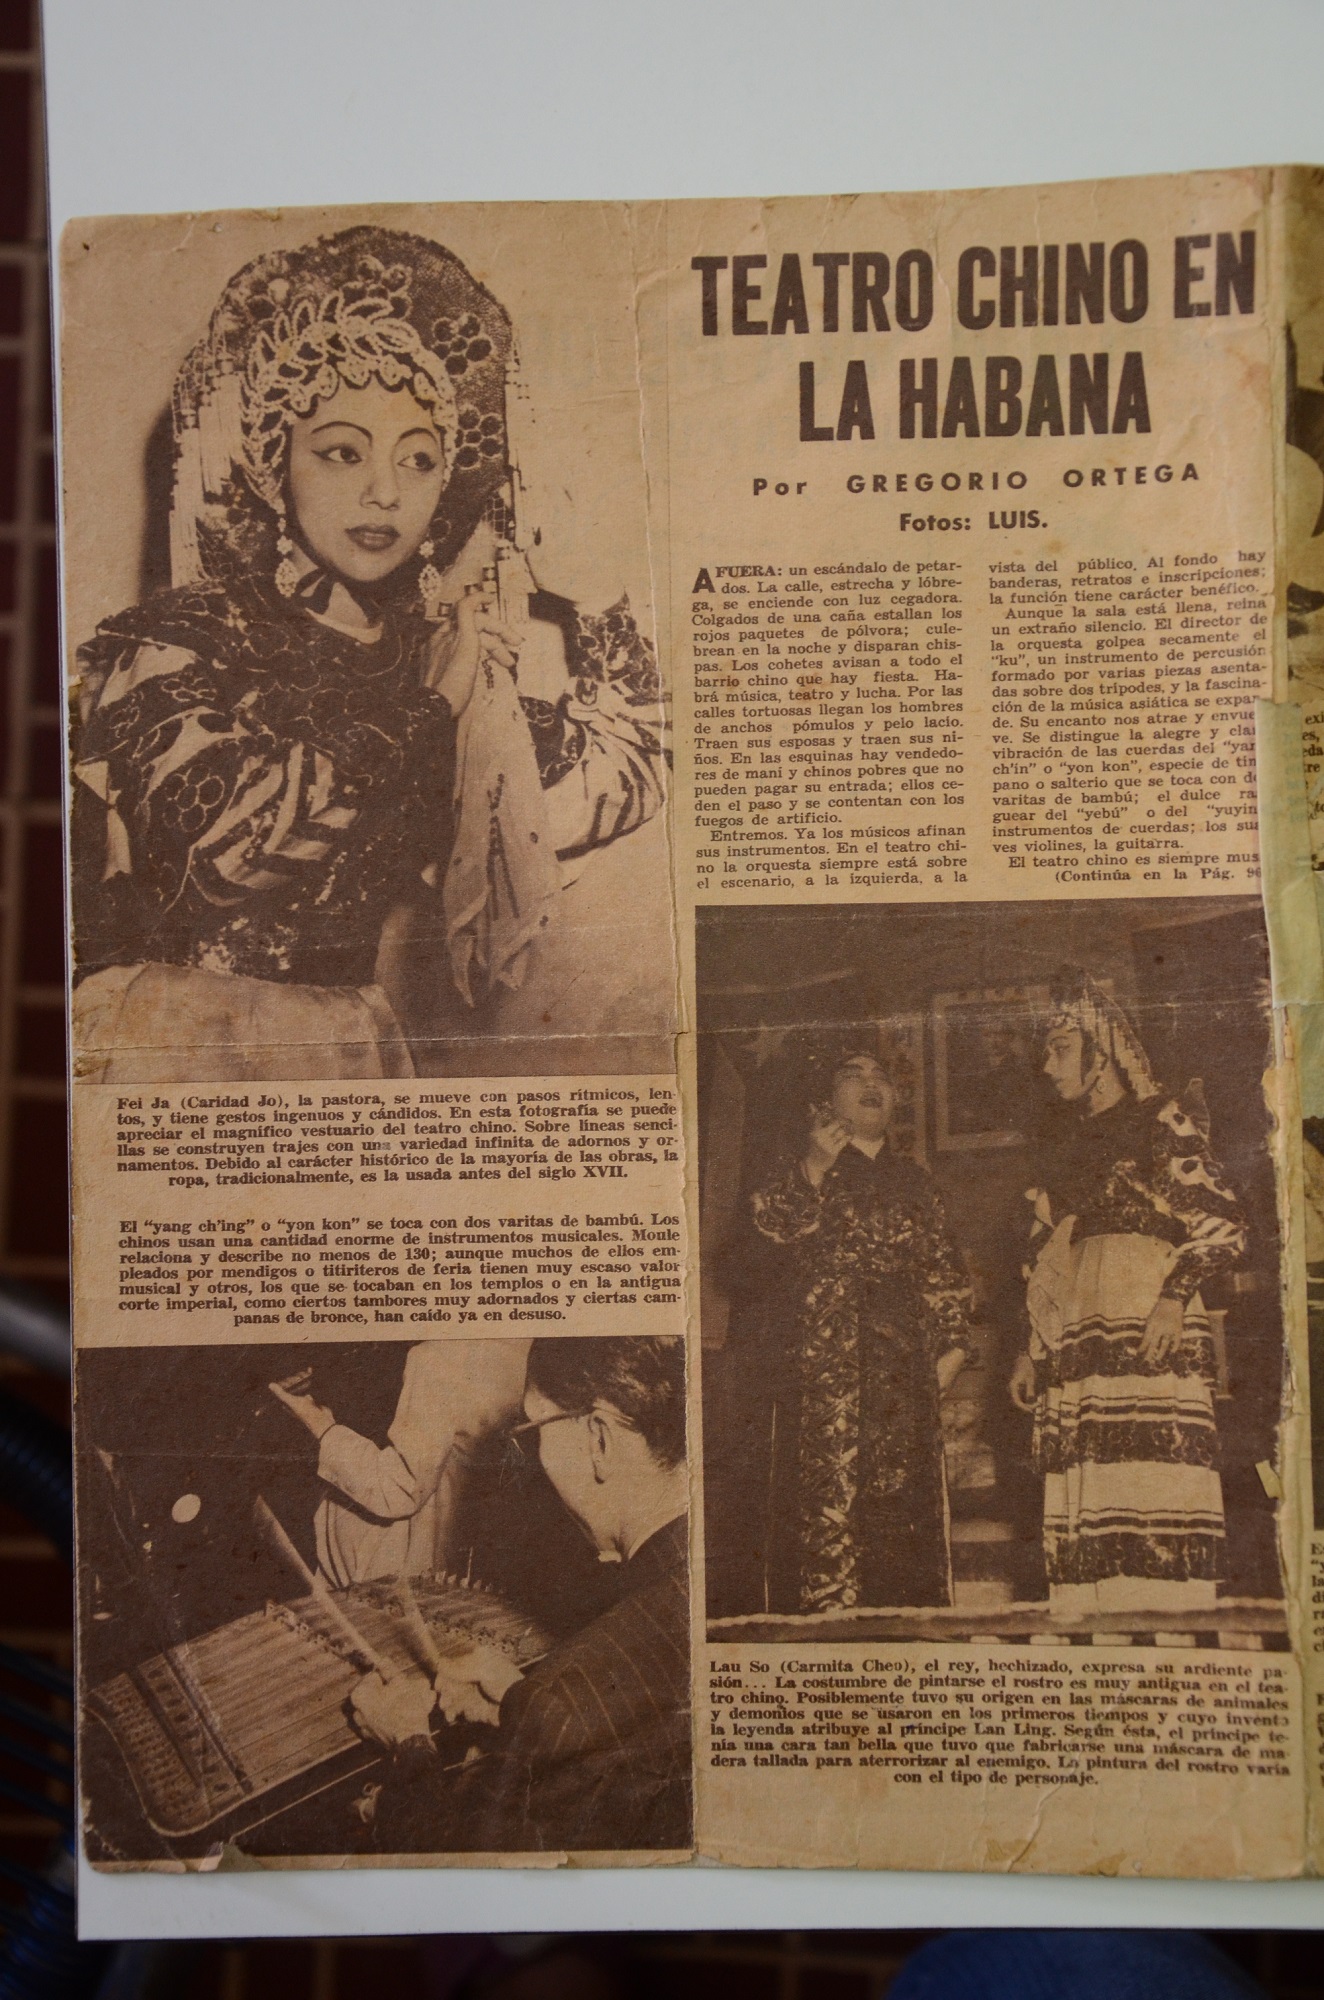 TEATRO CHINO EN
LA HABANA
Por GREGORIO ORTEGA
Fotos: LUIS.
AFUERA: un escándalo de petar-
dos. La calle, estrecha y lóbre-
ga, se enciende con luz cegadora.
Colgados de una caña estallan los
rojos paquetes de pólvora; cule-
brean en la noche y disparan chis-
pas. Los cohetes avisan a todo el
barrio chino que hay fiesta. Ha-
brá música, teatro y lucha. Por las
calles tortuosas llegan los hombres
de anchos pómulos y pelo lacio.
Traen sus esposas y traen sus ni-
ños. En las esquinas hay vendedo-
res de maní y chinos pobres que no
pueden pagar su entrada; ellos ce-
den el paso y se contentan con los
fuegos de artificio.
Entremos. Ya los músicos afinan
sus instrumentos. En el teatro chi-
no la orquesta siempre está sobre
el escenario, a la izquierda, a la
vista del público. Al fondo hay
banderas, retratos e inscripciones;
la función tiene carácter benéfico.
Aunque la sala está llena, reina
un extraño silencio. El director de
la orquesta golpea secamente el
"ku", un instrumento de percusión
formado por varias piezas asenta-
das sobre dos trípodes, y la fascina-
ción de la música asiática se expan-
de. Su encanto nos atrae y envuel
ve. Se distingue la alegre y
vibración de las cuerdas del
ch'in" o "yon kon", especie de
pano o salterio que se toca con
varitas de bambú; el dulce
guear del "yebú" o del
instrumentos de cuerdas; los
ves violines, la guitarra.
El teatro chino es siempre
(Continúa en la Pág.
Fei Ja (Caridad Jo), la pastora, se mueve con pasos rítmicos, len-
tos, y tiene gestos ingenuos y cándidos. En esta fotografía se puede
apreciar el magnífico vestuario del teatro chino. Sobre líneas senci-
llas se construyen trajes con una variedad infinita de adornos y or-
namentos. Debido al carácter histórico de la mayoría de las obras, la
ropa, tradicionalmente, es la usada antes del siglo XVII.
El "yang ch'ing" o "yon kon" se toca con dos varitas de bambú. Los
chinos usan una cantidad enorme de instrumentos musicales. Moule
relaciona y describe no menos de 130; aunque muchos de ellos em-
pleados por mendigos o titiriteros de feria tienen muy escaso valor
musical y otros, los que se tocaban en los templos o en la antigua
corte imperial, como ciertos tambores muy adornados y ciertas cam-
panas de bronce, han caído ya en desuso.
Lau So (Carmita Cheo), el rey, hechizado, expresa su ardiente pa-
sión... La costumbre de pintarse el rostro es muy antigua en el tea-
tro chino. Posiblemente tuvo su origen en las máscaras de animales
y demonios que se usaron en los primeros tiempos y cuyo invento
la leyenda atribuye al príncipe Lan Ling. Según ésta, el príncipe te-
nía una cara tan bella que tuvo que fabricarse una máscara de ma-
dera tallada para aterrorizar al enemigo. La pintura del rostro varía
con el tipo de personaje.